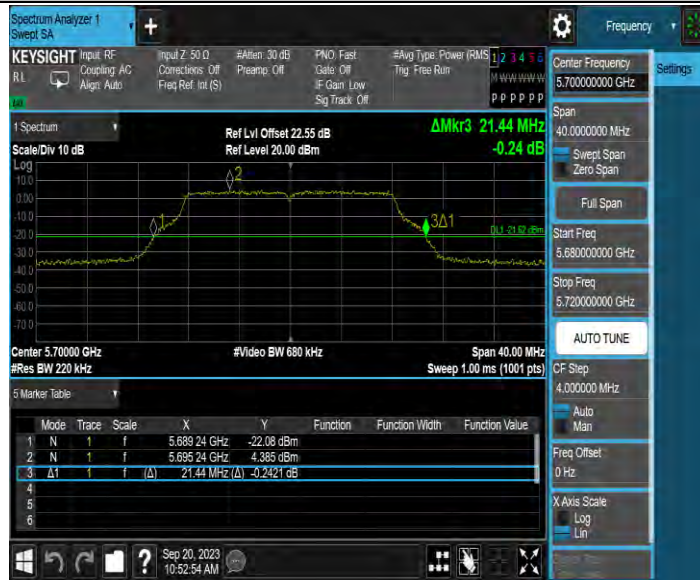 Spectrum Analyzer 1
Swept SA
Frequency
KEYSIGHT
RL
Input: RF
Coupling: AC
Align: Auto
Input Z: 50 Ω
Corrections: Off
Freq Ref: Int (S)
#Atten: 30 dB
Preamp: Off
PNO: Fast
Gate: Off
IF Gain: Low
Sig Track: Off
#Avg Type: Power (RMS
Trig: Free Run
1 2 3 4 5 6
M W W W W W
P P P P P P
1 Spectrum
Scale/Div 10 dB
Ref Lvl Offset 22.55 dB
Ref Level 20.00 dBm
ΔMkr3 21.44 MHz
-0.24 dB
Log
10.0
0.00
-10.0
-20.0
-30.0
-40.0
-50.0
-60.0
-70.0
1
2
3Δ1
DL1 -21.62 dBm
Center 5.70000 GHz
#Res BW 220 kHz
#Video BW 680 kHz
Span 40.00 MHz
Sweep 1.00 ms (1001 pts)
5 Marker Table
Mode Trace Scale X Y Function Function Width Function Value
1 N 1 f 5.689 24 GHz -22.08 dBm
2 N 1 f 5.695 24 GHz 4.385 dBm
3 Δ1 1 f (Δ) 21.44 MHz (Δ) -0.2421 dB
4
5
6
Sep 20, 2023
10:52:54 AM
Center Frequency
5.700000000 GHz
Settings
Span
40.0000000 MHz
Swept Span
Zero Span
Full Span
Start Freq
5.680000000 GHz
Stop Freq
5.720000000 GHz
AUTO TUNE
CF Step
4.000000 MHz
Auto
Man
Freq Offset
0 Hz
X Axis Scale
Log
Lin